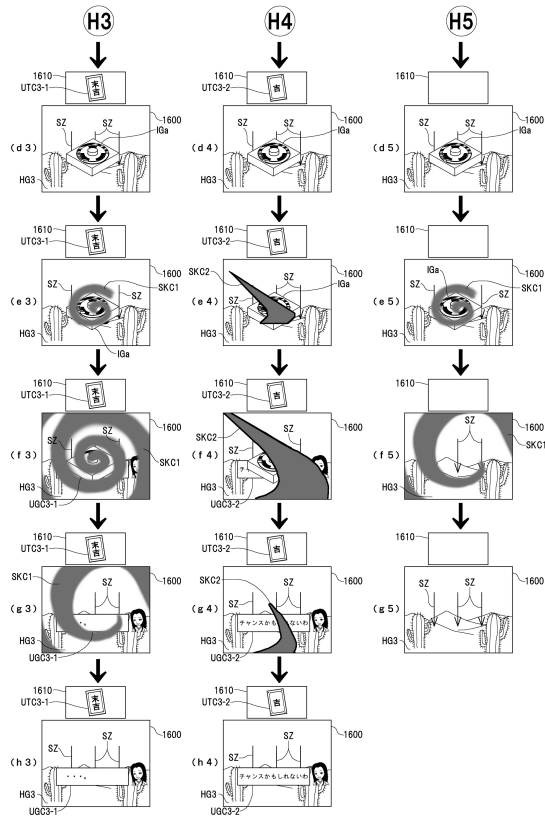 H3 H4 H5
1610 1610 1610
UTC3-1 末吉 UTC3-2 吉
1600 1600 1600
SZ SZ SZ SZ SZ SZ
IGa IGa IGa
(d3) (d4) (d5)
HG3 HG3 HG3
1610 1610 1610
UTC3-1 末吉 UTC3-2 吉
1600 SKC2 1600 IGa 1600
SZ SKC1 SZ IGa SZ SKC1
(e3) SZ (e4) SZ (e5) SZ
HG3 IGa HG3 HG3
1610 1610 1610
UTC3-1 末吉 UTC3-2 吉
1600 1600 1600
SZ SZ SKC1 SKC2 SZ SZ SKC1
(f3) (f4) ? (f5)
HG3 HG3 HG3
UGC3-1 UGC3-2
1610 1610 1610
UTC3-1 末吉 UTC3-2 吉
SKC1 1600 SKC2 1600 1600
SZ SZ SZ SZ SZ
(g3) ・・。 (g4) チャンスかもしれないわ (g5)
HG3 HG3 HG3
UGC3-1 UGC3-2
1610 1610
UTC3-1 末吉 UTC3-2 吉
1600 1600
SZ SZ SZ SZ
(h3) ・・・。 (h4) チャンスかもしれないわ
HG3 HG3
UGC3-1 UGC3-2